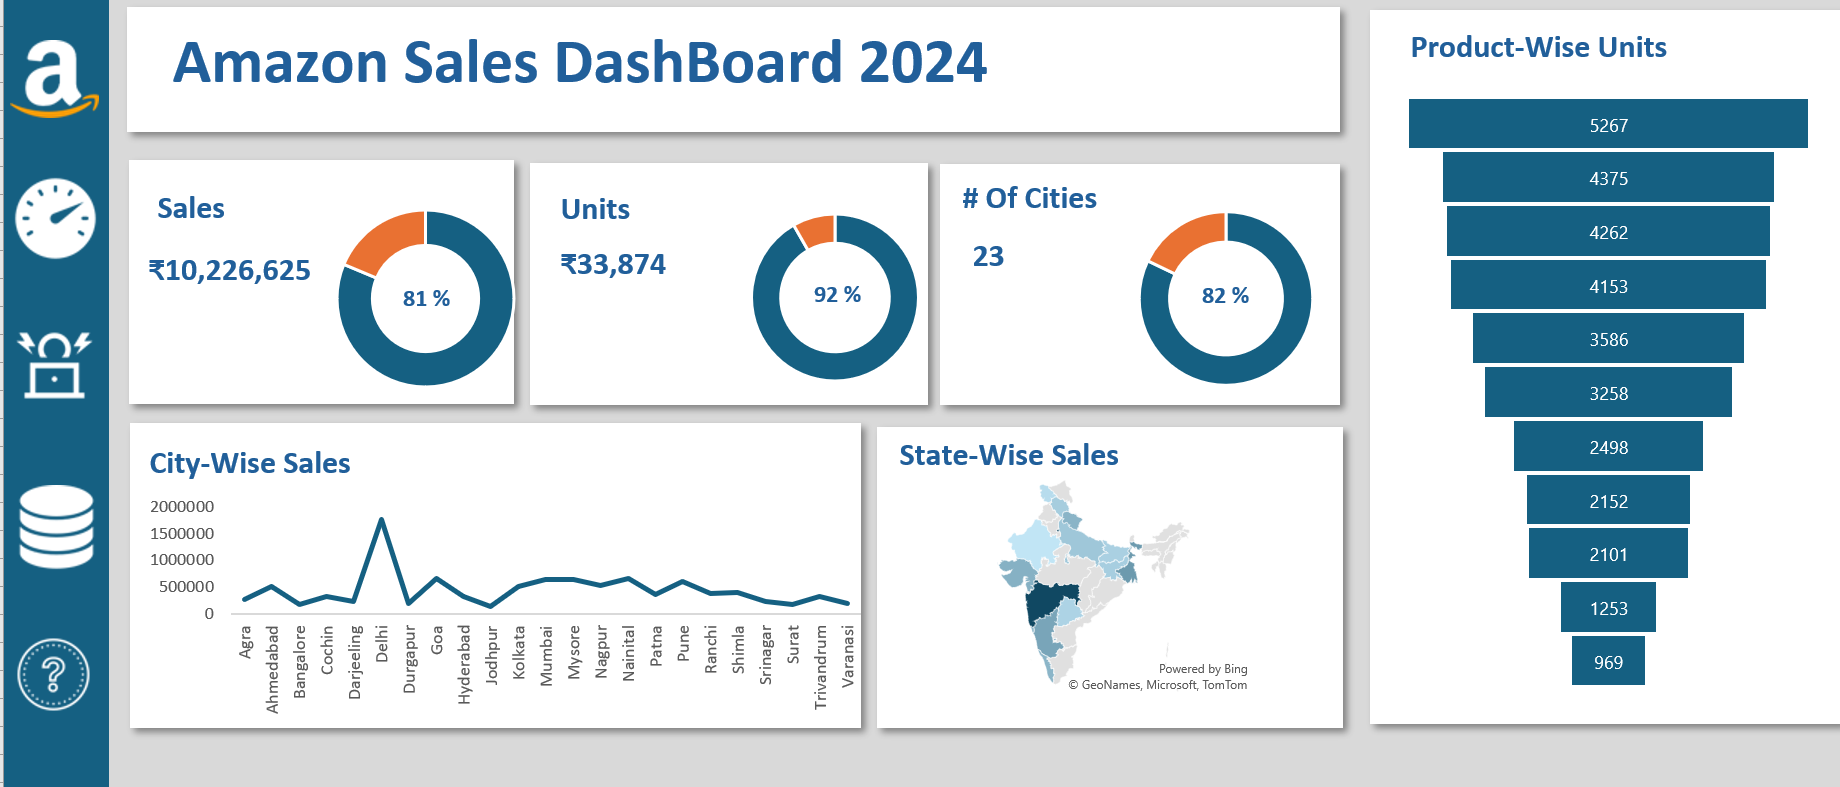 a
Amazon Sales DashBoard 2024
Sales
₹10,226,625
81 %
Units
₹33,874
92 %
# Of Cities
23
82 %
City-Wise Sales
2000000
1500000
1000000
500000
0
Agra
Ahmedabad
Bangalore
Cochin
Darjeeling
Delhi
Durgapur
Goa
Hyderabad
Jodhpur
Kolkata
Mumbai
Mysore
Nagpur
Nainital
Patna
Pune
Ranchi
Shimla
Srinagar
Surat
Trivandrum
Varanasi
State-Wise Sales
Powered by Bing
© GeoNames, Microsoft, TomTom
Product-Wise Units
5267
4375
4262
4153
3586
3258
2498
2152
2101
1253
969
?